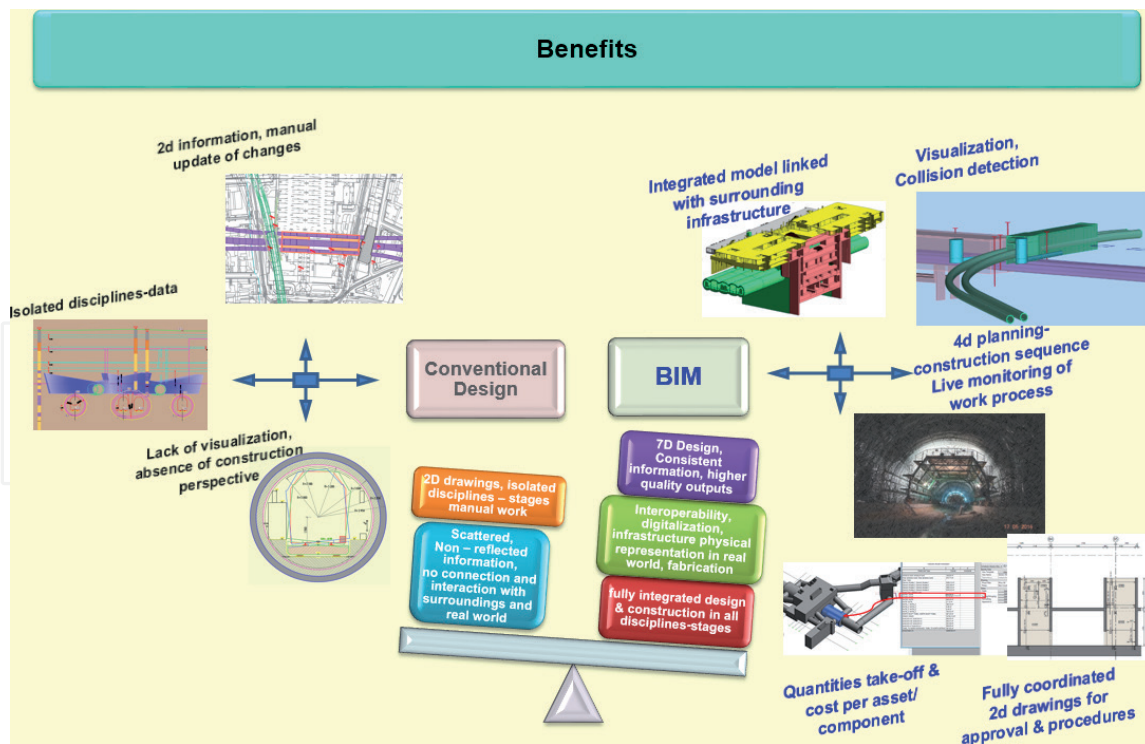 Benefits
2d information, manual
update of changes
Isolated disciplines-data
Lack of visualization,
absence of construction
perspective
Conventional
Design
BIM
2D drawings, isolated
disciplines – stages
manual work
Scattered,
Non – reflected
information,
no connection and
interaction with
surroundings and
real world
7D Design,
Consistent
information, higher
quality outputs
Interoperability,
digitalization,
infrastructure physical
representation in real
world, fabrication
fully integrated design
& construction in all
disciplines-stages
Integrated model linked
with surrounding
infrastructure
Visualization,
Collision detection
4d planning-
construction sequence
Live monitoring of
work process
Quantities take-off &
cost per asset/
component
Fully coordinated
2d drawings for
approval & procedures